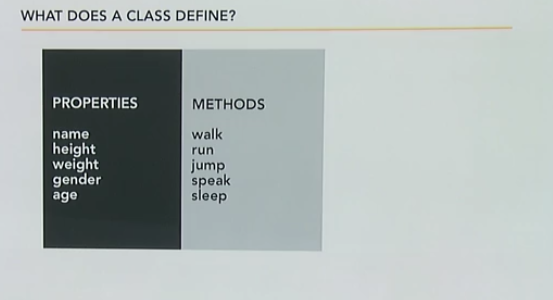 WHAT DOES A CLASS DEFINE?
PROPERTIES
name
height
weight
gender
age
METHODS
walk
run
jump
speak
sleep